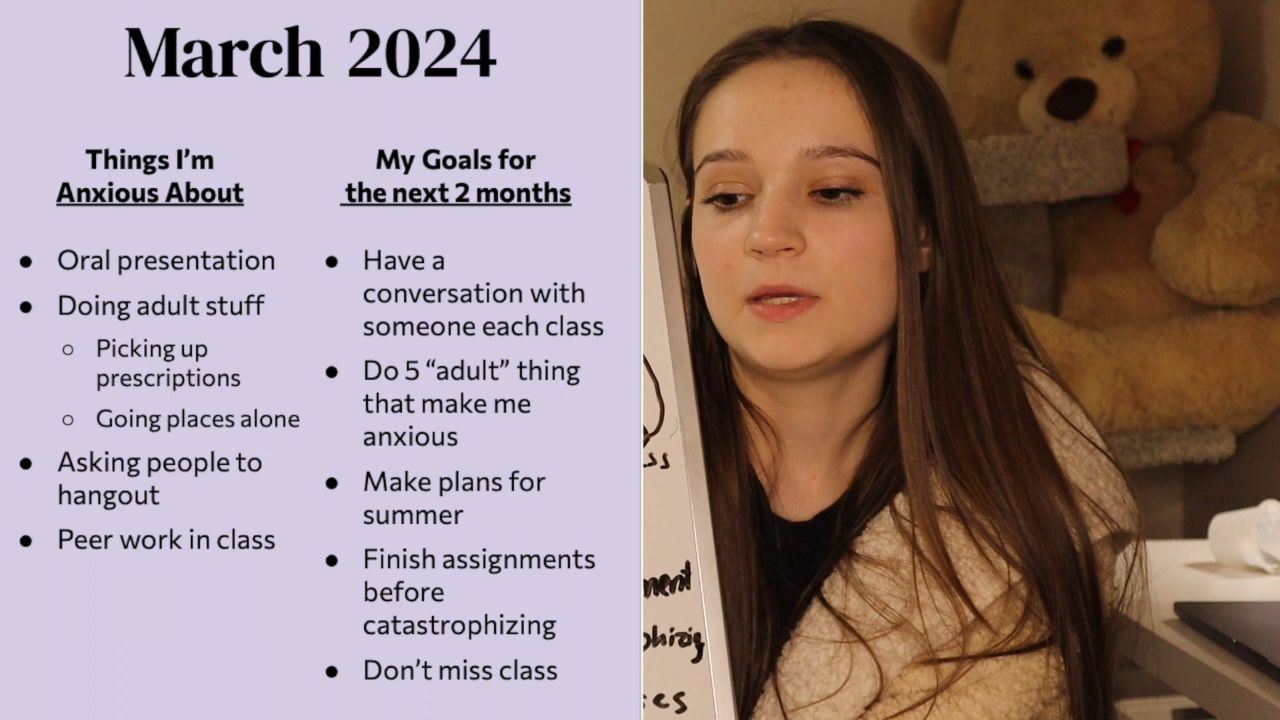 March 2024
Things I'm
Anxious About
Oral presentation
Doing adult stuff
Picking up
prescriptions
Going places alone
Asking people to
hangout
Peer work in class
My Goals for
the next 2 months
Have a
conversation with
someone each class
Do 5 “adult” thing
that make me
anxious
Make plans for
summer
Finish assignments
before
catastrophizing
Don't miss class